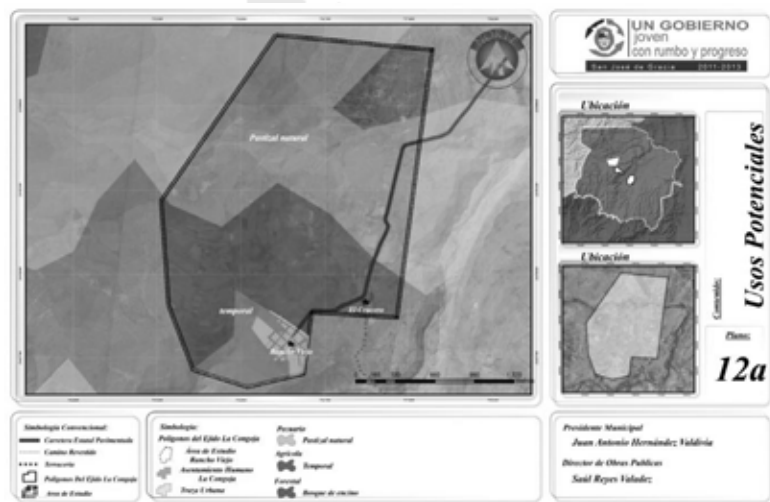 UN GOBIERNO
joven
con rumbo y progreso
San José de Gracia 2011-2013
Ubicación
Ubicación
Usos Potenciales
Contenido:
Plano:
12a
Pastizal natural
temporal
El Crucero
Rancho Viejo
Simbología Convencional:
Carretera Estatal Pavimentada
Camino Revestido
Terracería
Polígonos Del Ejido La Congoja
Área de Estudio
Simbología:
Polígonos Del Ejido La Congoja
Área de Estudio
Rancho Viejo
Asentamiento Humano
La Congoja
Traza Urbana
Pecuario
Pastizal natural
Agrícola
Temporal
Forestal
Bosque de encino
Presidente Municipal
Juan Antonio Hernández Valdivia
Director de Obras Publicas
Saúl Reyes Valadez